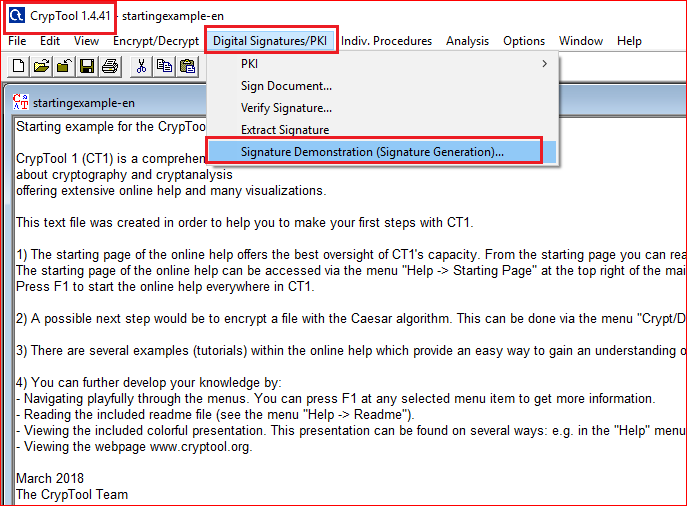 CrypTool 1.4.41 - startingexample-en
File Edit View Encrypt/Decrypt Digital Signatures/PKI Indiv. Procedures Analysis Options Window Help
PKI
Sign Document...
Verify Signature...
Extract Signature
Signature Demonstration (Signature Generation)...
startingexample-en
Starting example for the CrypToo
CrypTool 1 (CT1) is a comprehen
about cryptography and cryptanalysis
offering extensive online help and many visualizations.
This text file was created in order to help you to make your first steps with CT1.
1) The starting page of the online help offers the best oversight of CT1's capacity. From the starting page you can rea
The starting page of the online help can be accessed via the menu "Help -> Starting Page" at the top right of the mai
Press F1 to start the online help everywhere in CT1.
2) A possible next step would be to encrypt a file with the Caesar algorithm. This can be done via the menu "Crypt/D
3) There are several examples (tutorials) within the online help which provide an easy way to gain an understanding o
4) You can further develop your knowledge by:
- Navigating playfully through the menus. You can press F1 at any selected menu item to get more information.
- Reading the included readme file (see the menu "Help -> Readme").
- Viewing the included colorful presentation. This presentation can be found on several ways: e.g. in the "Help" menu
- Viewing the webpage www.cryptool.org.
March 2018
The CrypTool Team